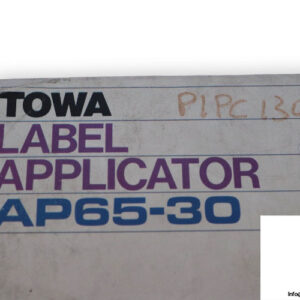 TOWA
LABEL
APPLICATOR
AP65-30